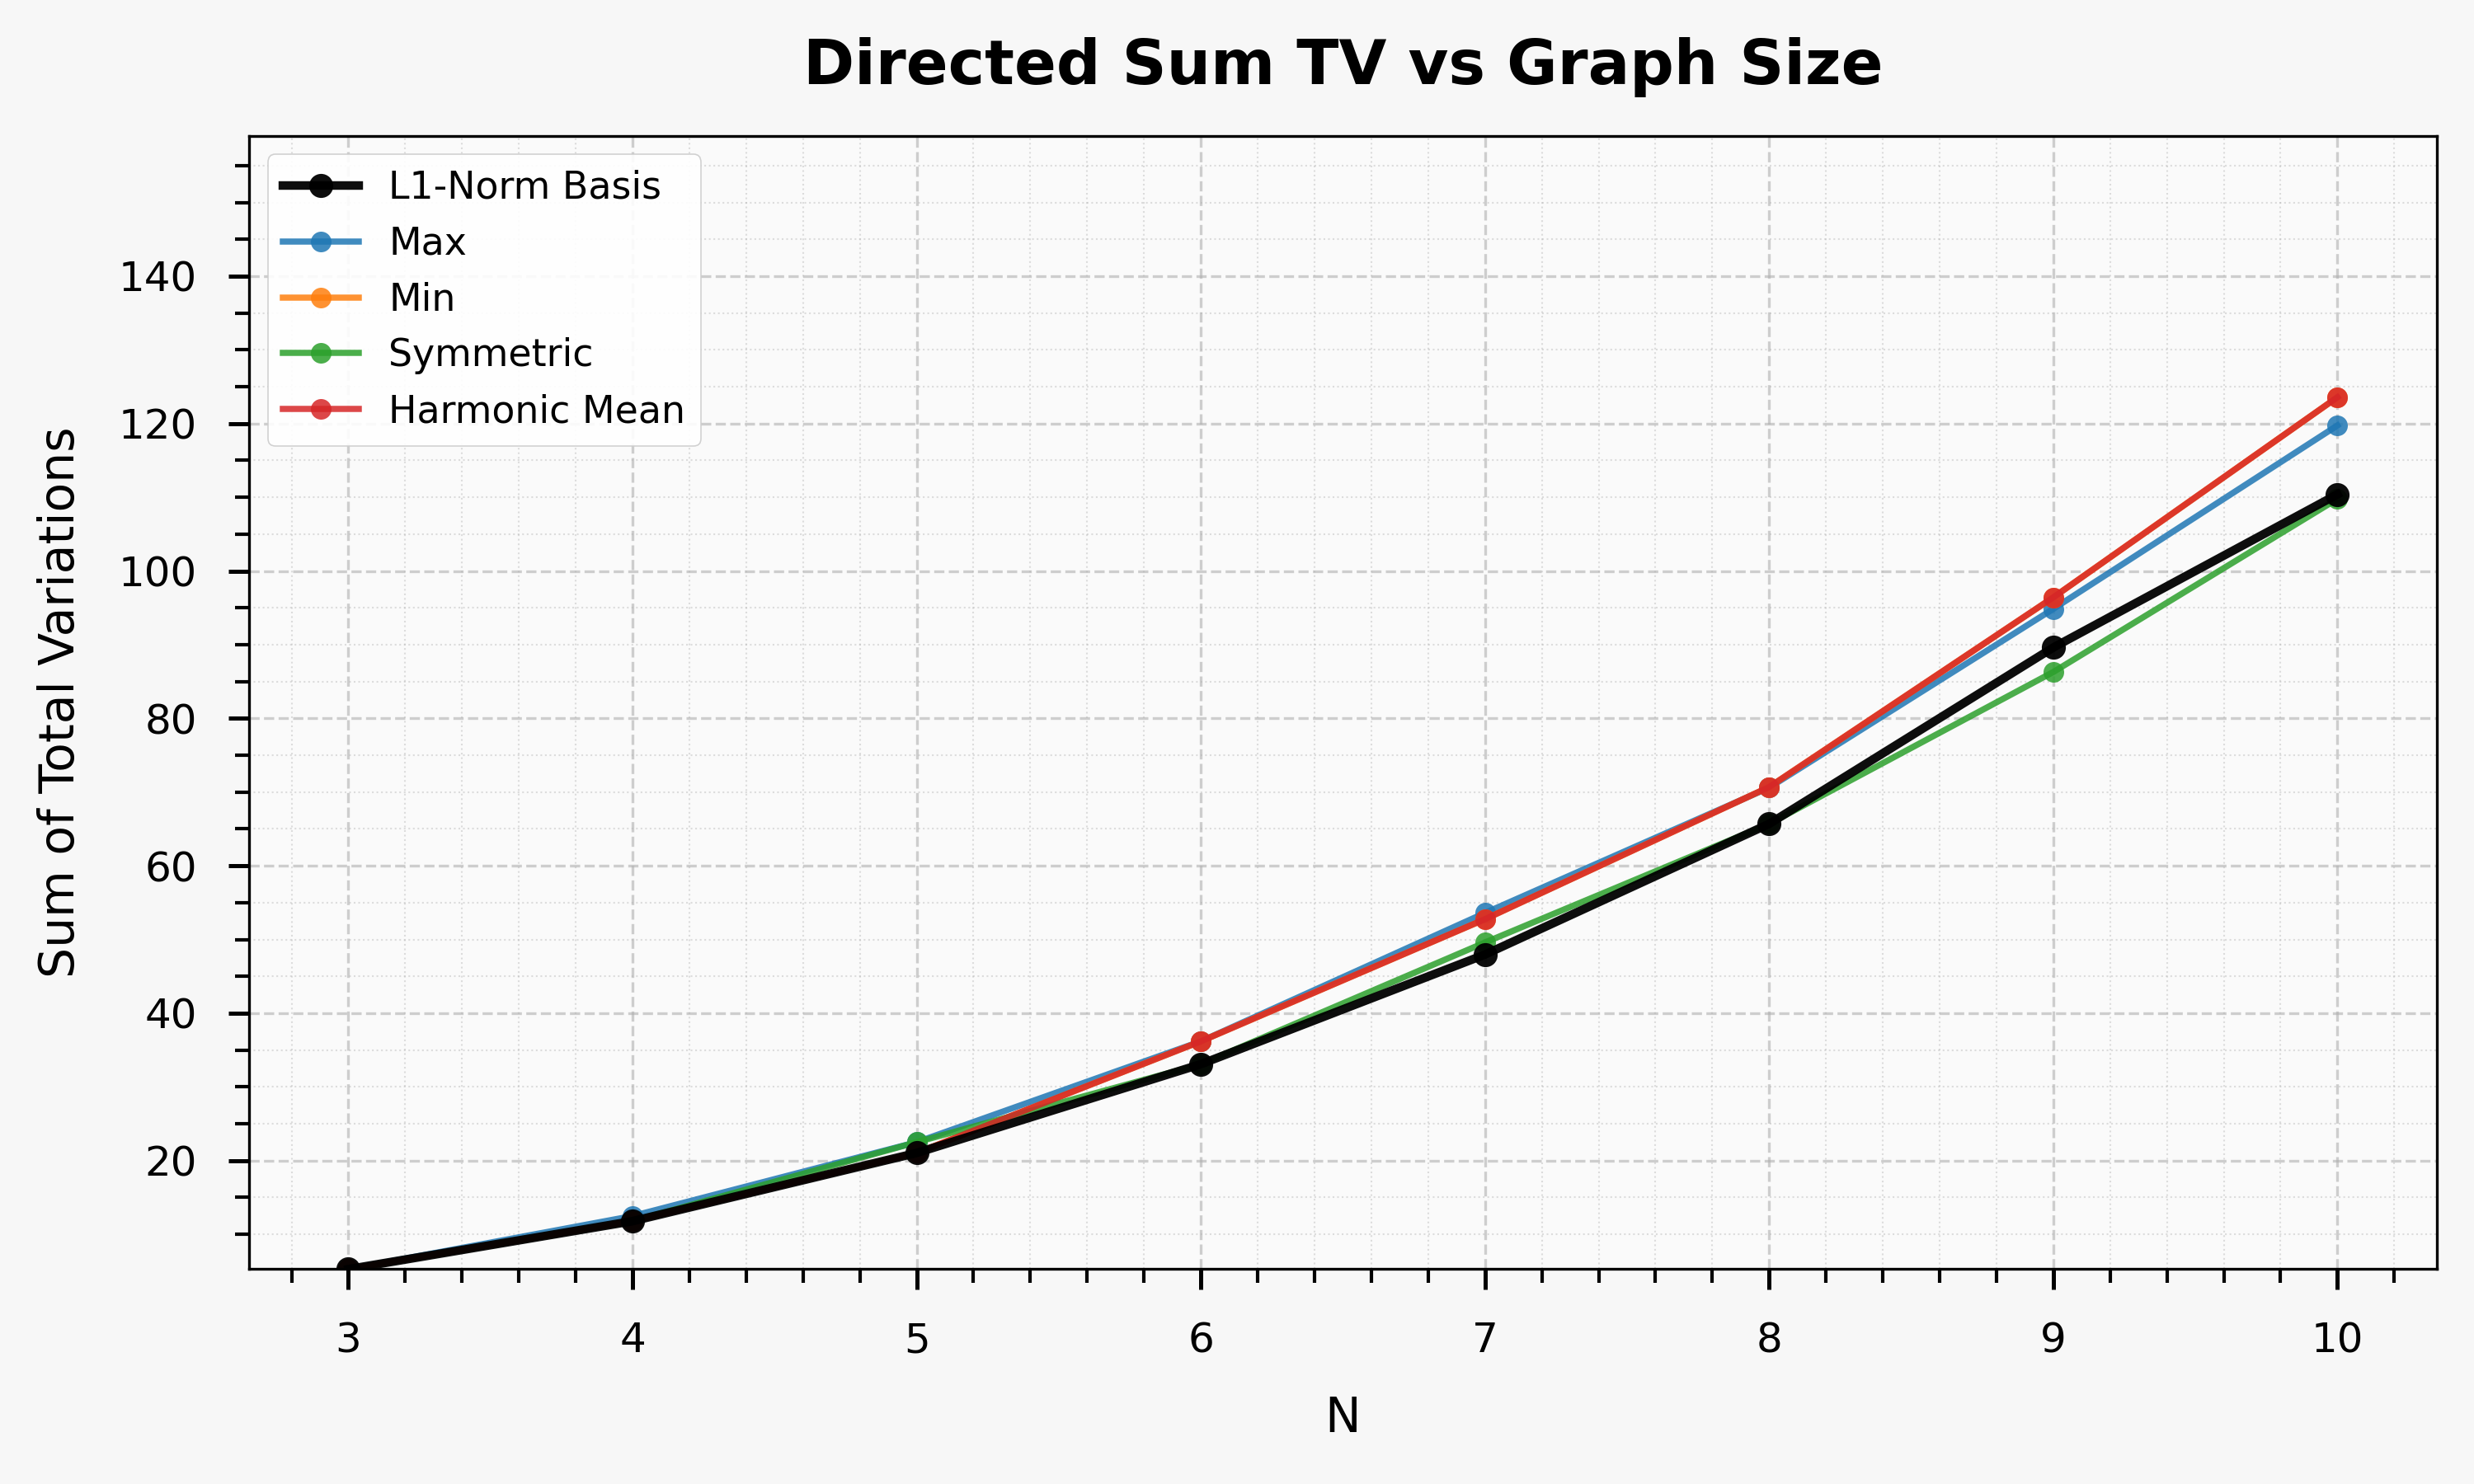 Directed Sum TV vs Graph Size
L1-Norm Basis
Max
Min
Symmetric
Harmonic Mean
Sum of Total Variations
140
120
100
80
60
40
20
3 4 5 6 7 8 9 10
N